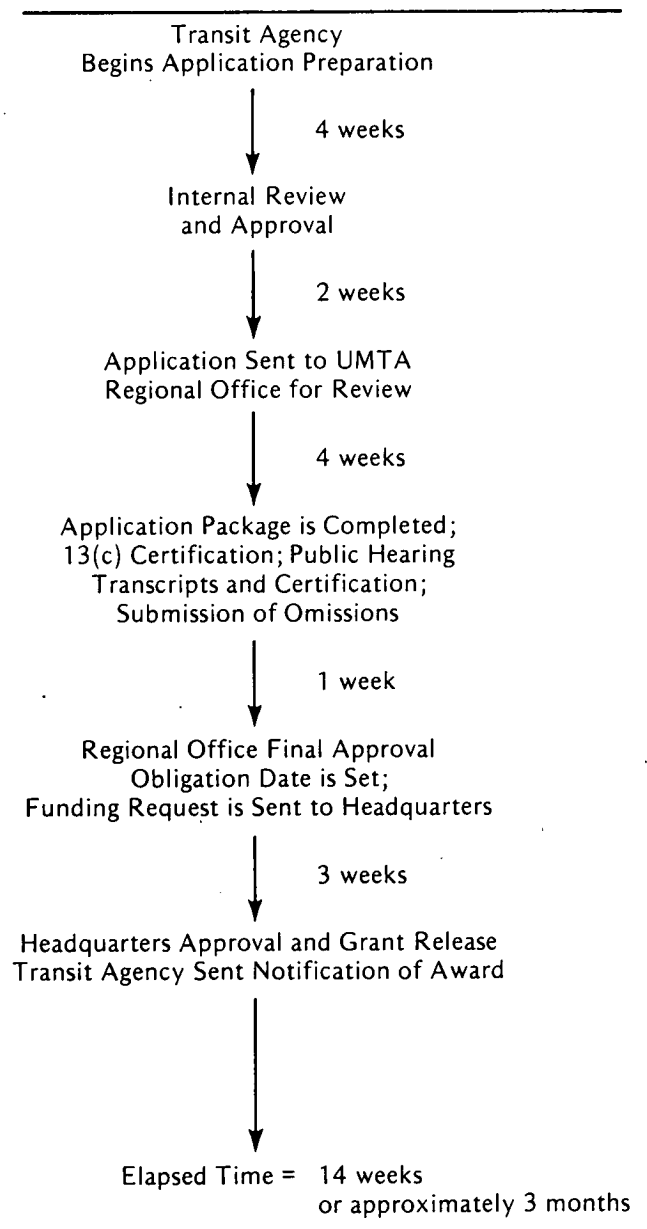 Transit Agency
Begins Application Preparation
4 weeks
Internal Review
and Approval
2 weeks
Application Sent to UMTA
Regional Office for Review
4 weeks
Application Package is Completed;
13(c) Certification; Public Hearing
Transcripts and Certification;
Submission of Omissions
1 week
Regional Office Final Approval
Obligation Date is Set;
Funding Request is Sent to Headquarters
3 weeks
Headquarters Approval and Grant Release
Transit Agency Sent Notification of Award
Elapsed Time = 14 weeks
or approximately 3 months